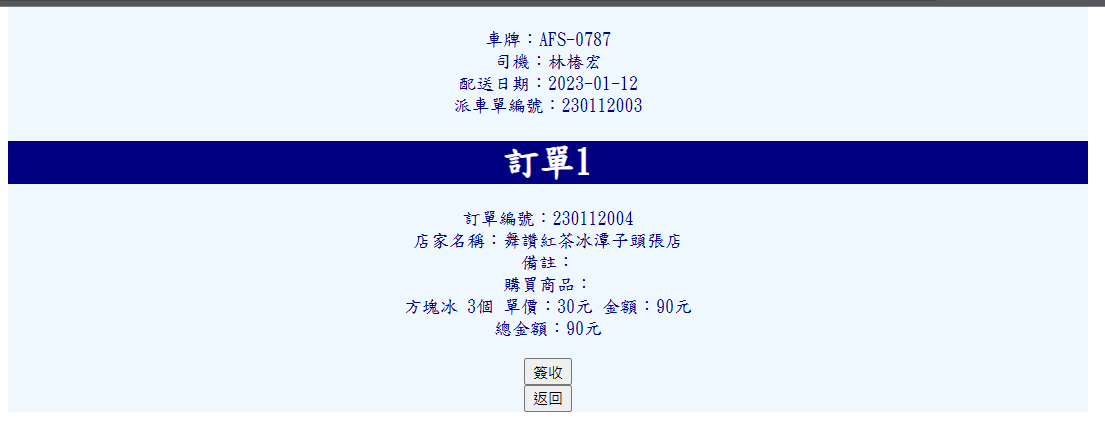 車牌：AFS-0787
司機：林椿宏
配送日期：2023-01-12
派車單編號：230112003
訂單1
訂單編號：230112004
店家名稱：舞讚紅茶冰潭子頭張店
備註：
購買商品：
方塊冰 3個 單價：30元 金額：90元
總金額：90元
簽收
返回